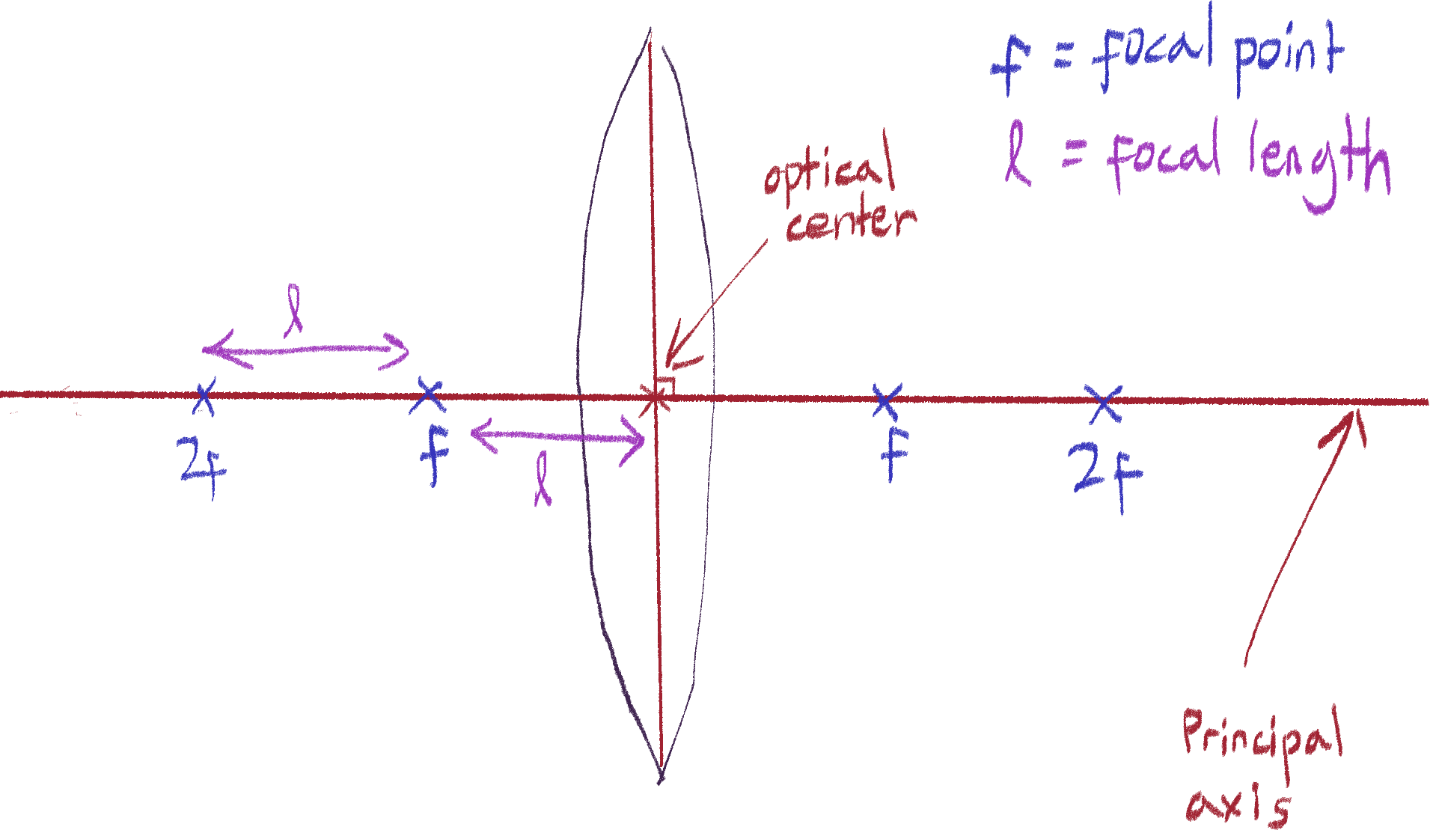 f = focal point
l = focal length
optical
center
l
2f
f
l
f
2f
Principal
axis